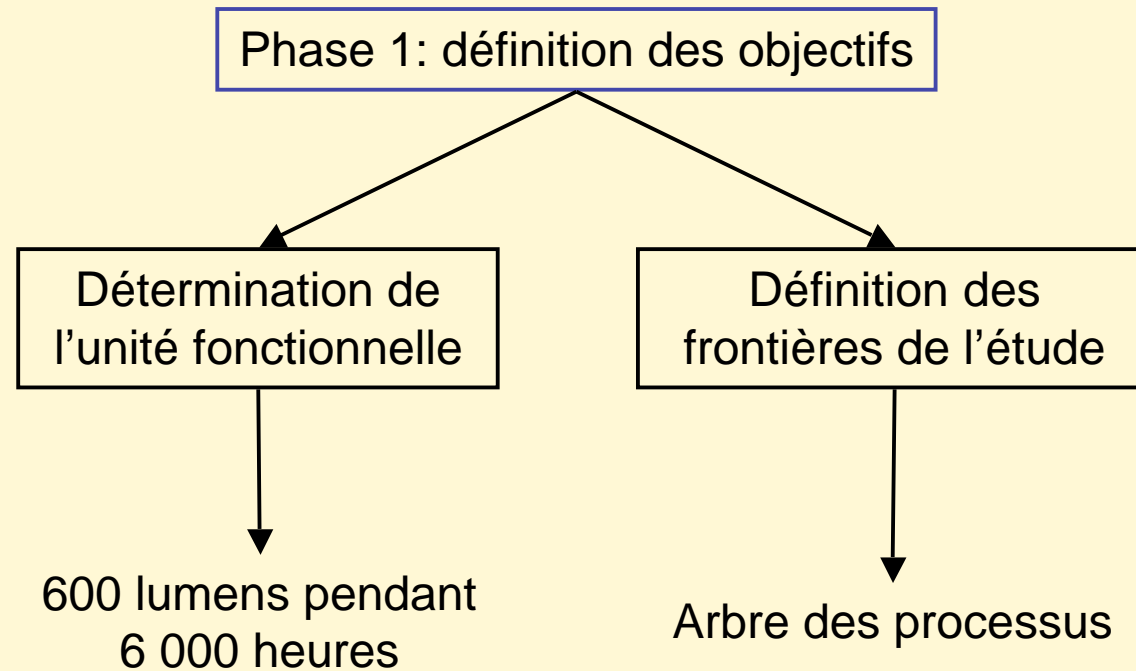 Phase 1: définition des objectifs
Détermination de
l’unité fonctionnelle
Définition des
frontières de l’étude
600 lumens pendant
6 000 heures
Arbre des processus